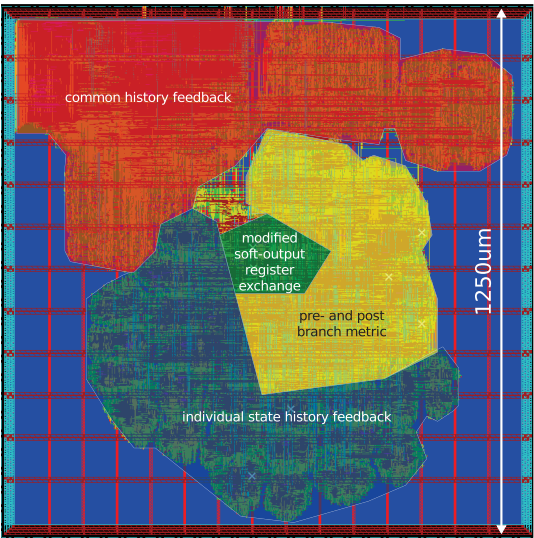 common history feedback
modified
soft-output
register
exchange
1250um
pre- and post
branch metric
individual state history feedback